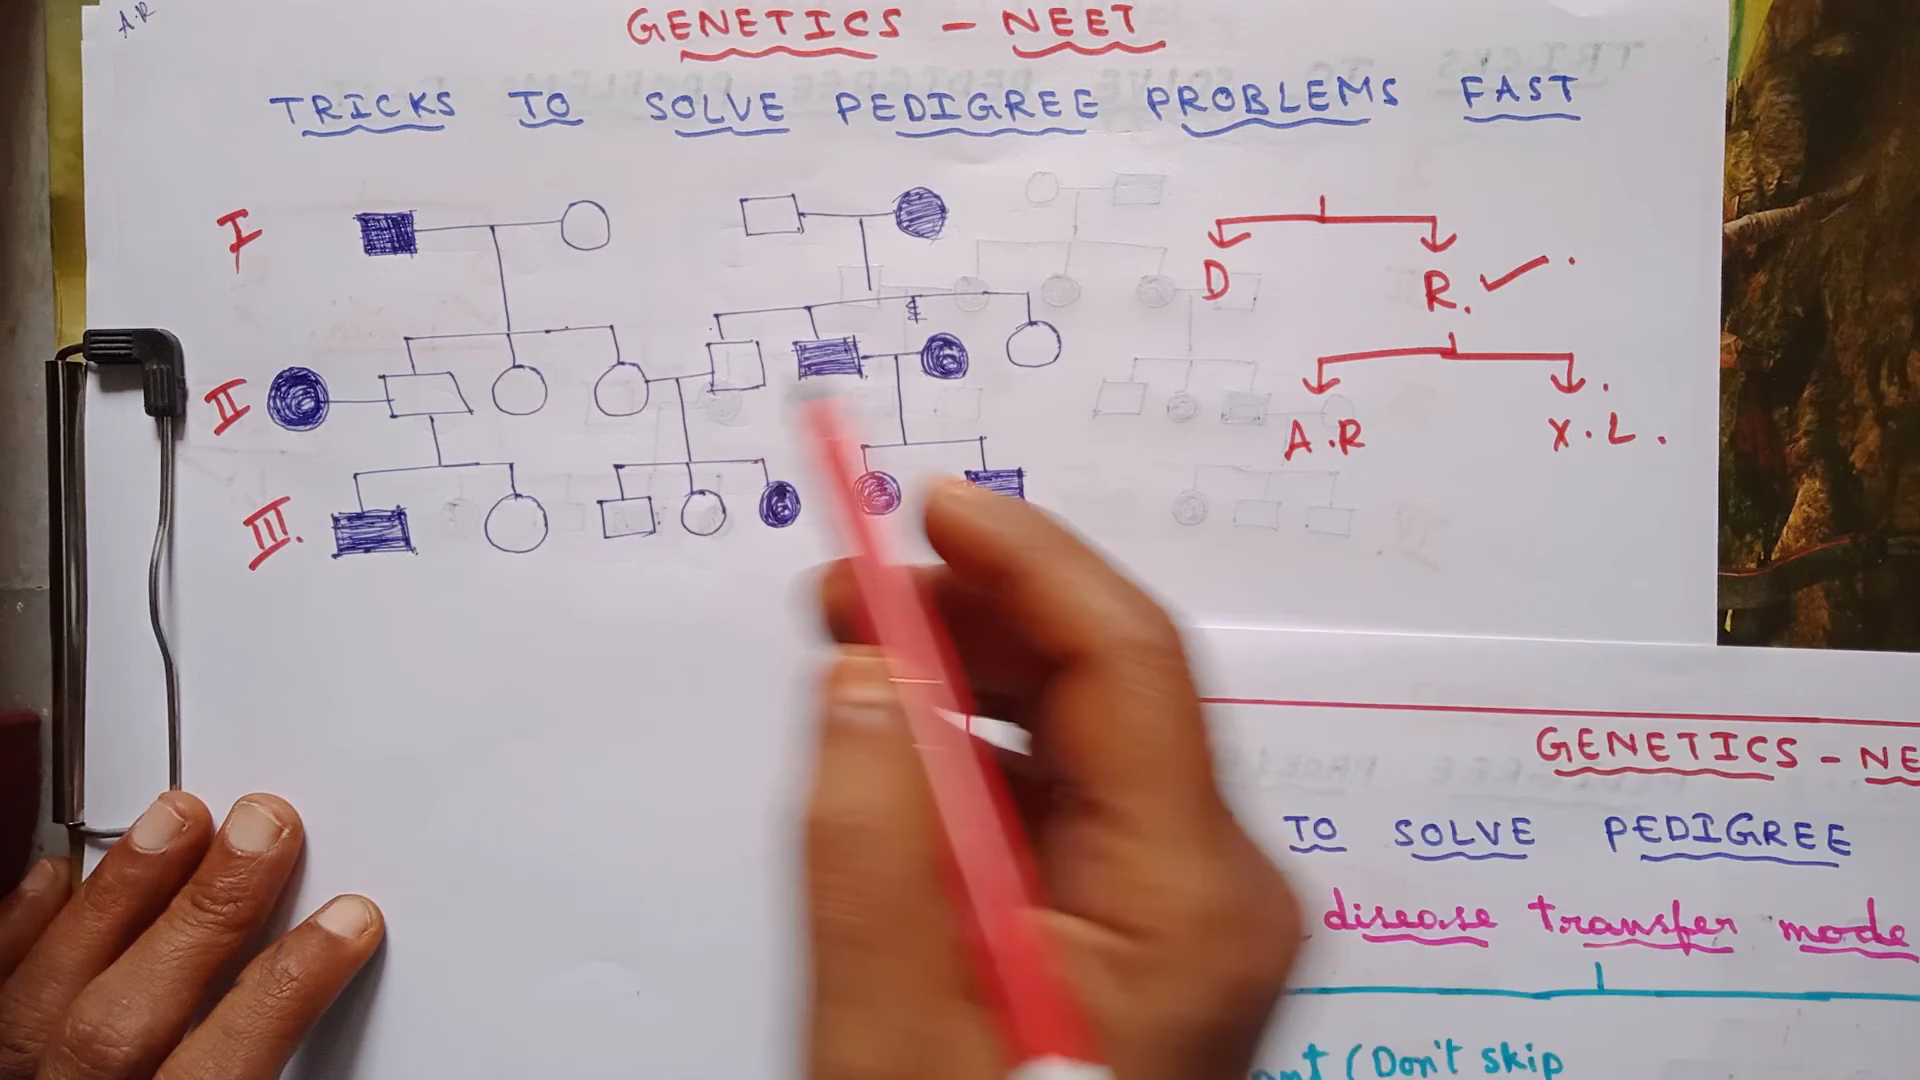 A.R
GENETICS - NEET
TRICKS TO SOLVE PEDIGREE PROBLEMS FAST
I
D
R.
II
A.R
X.L.
III.
GENETICS - NE
TO SOLVE PEDIGREE
disease transfer mode
(Don't skip